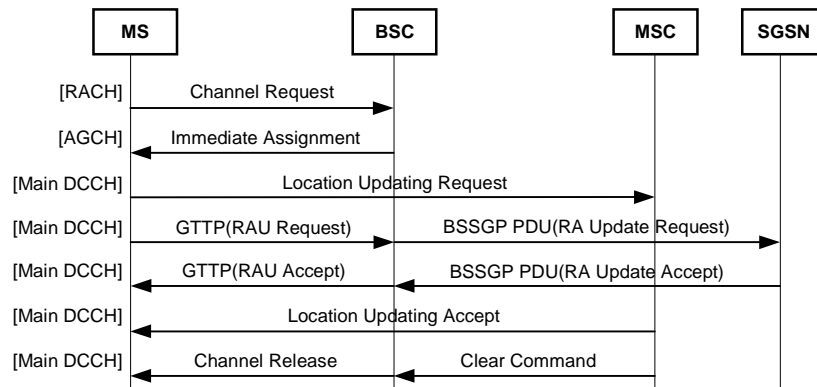 MS BSC MSC SGSN
[RACH] Channel Request
[AGCH] Immediate Assignment
[Main DCCH] Location Updating Request
[Main DCCH] GTTP(RAU Request) BSSGP PDU(RA Update Request)
[Main DCCH] GTTP(RAU Accept) BSSGP PDU(RA Update Accept)
[Main DCCH] Location Updating Accept
[Main DCCH] Channel Release Clear Command